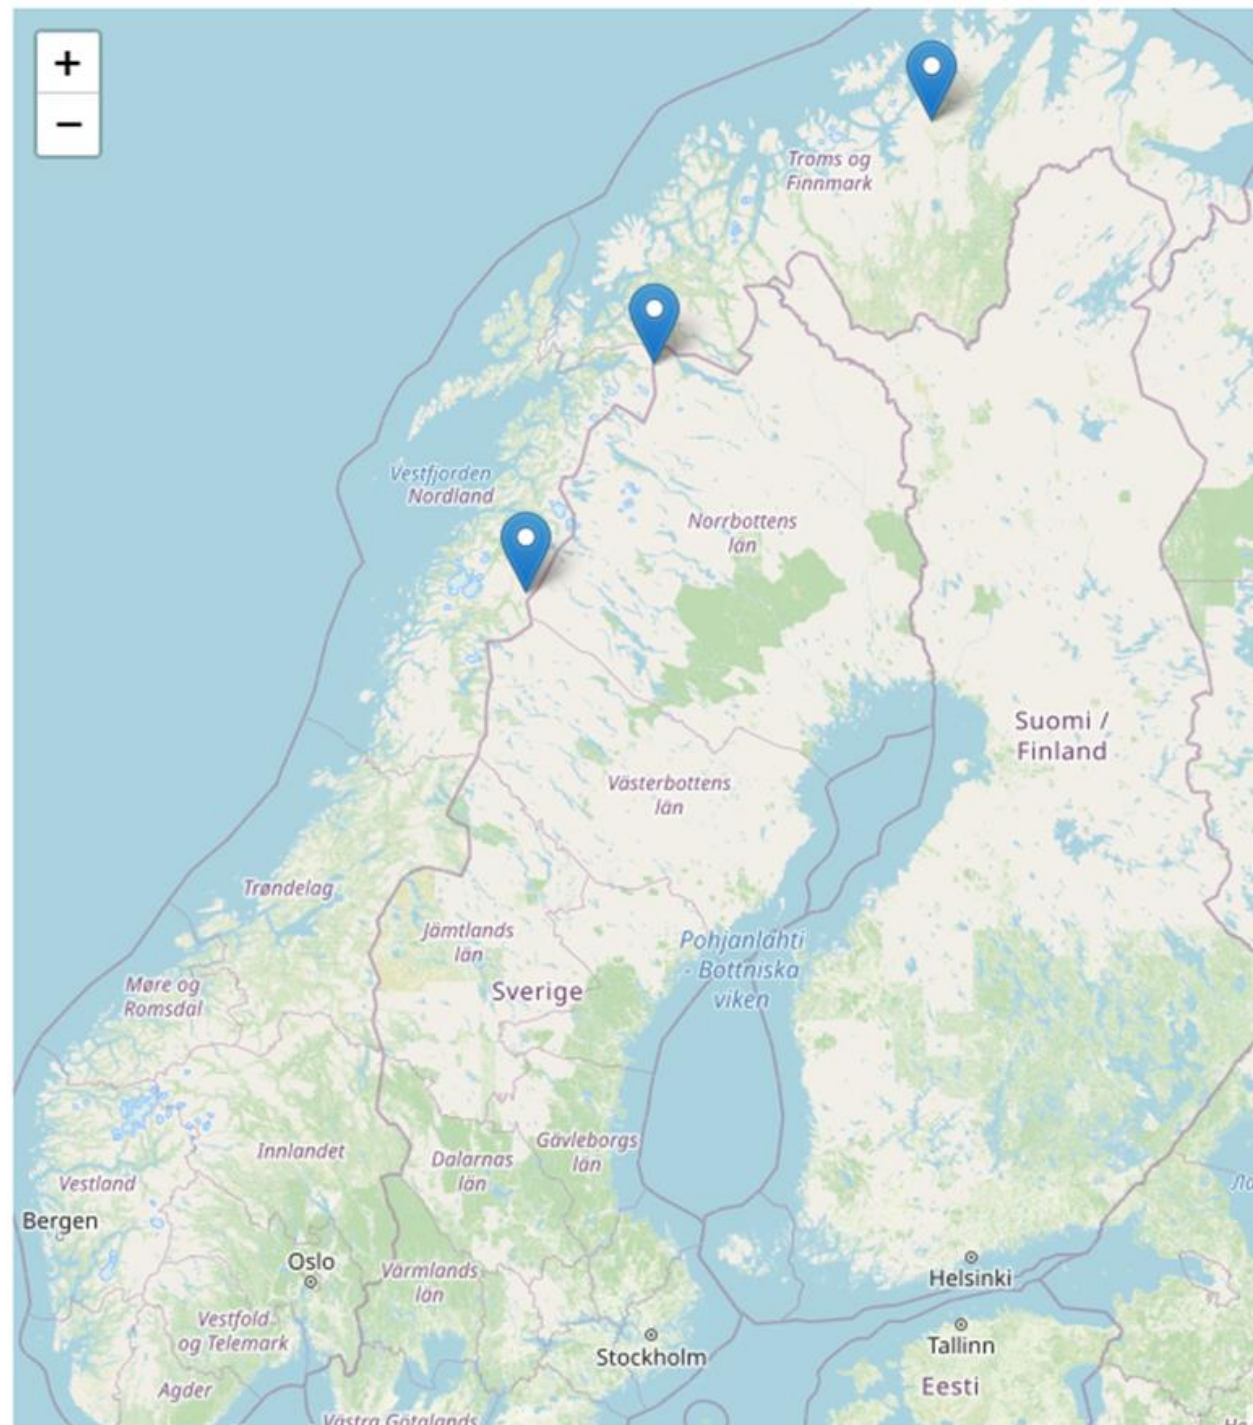 +
−
Troms og
Finnmark
Vestfjorden
Nordland
Norrbottens
län
Suomi /
Finland
Västerbottens
län
Trøndelag
Jämtlands
län
Pohjanlahti
- Bottniska
viken
Sverige
Møre og
Romsdal
Innlandet
Gävleborgs
län
Dalarnas
län
Vestland
Bergen
Oslo
Värmlands
län
Helsinki
Vestfold
og Telemark
Stockholm
Tallinn
Eesti
Agder
Västra Götalands